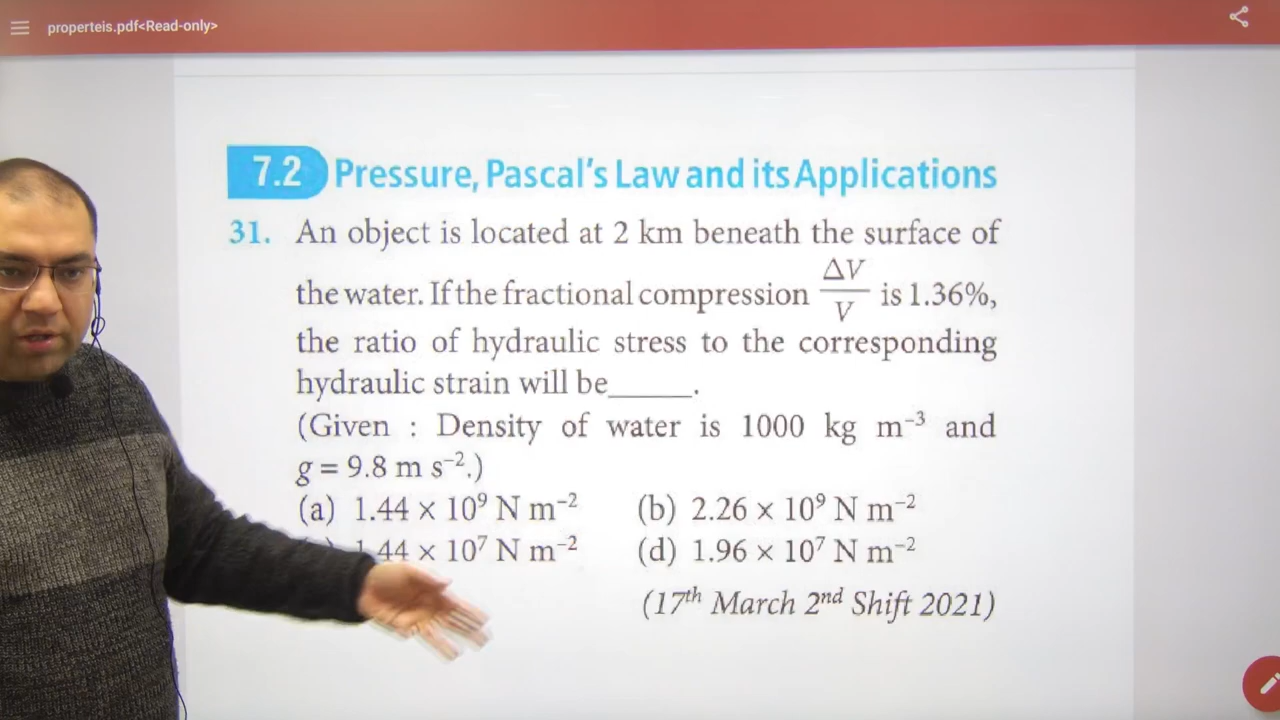 properteis.pdf<Read-only>
7.2 Pressure, Pascal's Law and its Applications
31. An object is located at 2 km beneath the surface of
the water. If the fractional compression ΔV/V is 1.36%,
the ratio of hydraulic stress to the corresponding
hydraulic strain will be_____.
(Given : Density of water is 1000 kg m⁻³ and
g = 9.8 m s⁻².)
(a) 1.44 × 10⁹ N m⁻² (b) 2.26 × 10⁹ N m⁻²
1.44 × 10⁷ N m⁻² (d) 1.96 × 10⁷ N m⁻²
(17th March 2nd Shift 2021)